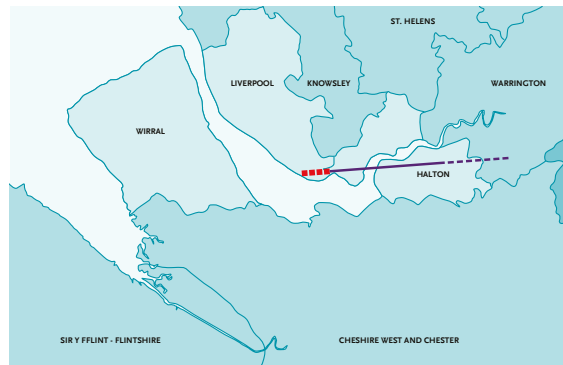 ST. HELENS
LIVERPOOL
KNOWSLEY
WARRINGTON
WIRRAL
HALTON
SIR Y FFLINT - FLINTSHIRE
CHESHIRE WEST AND CHESTER